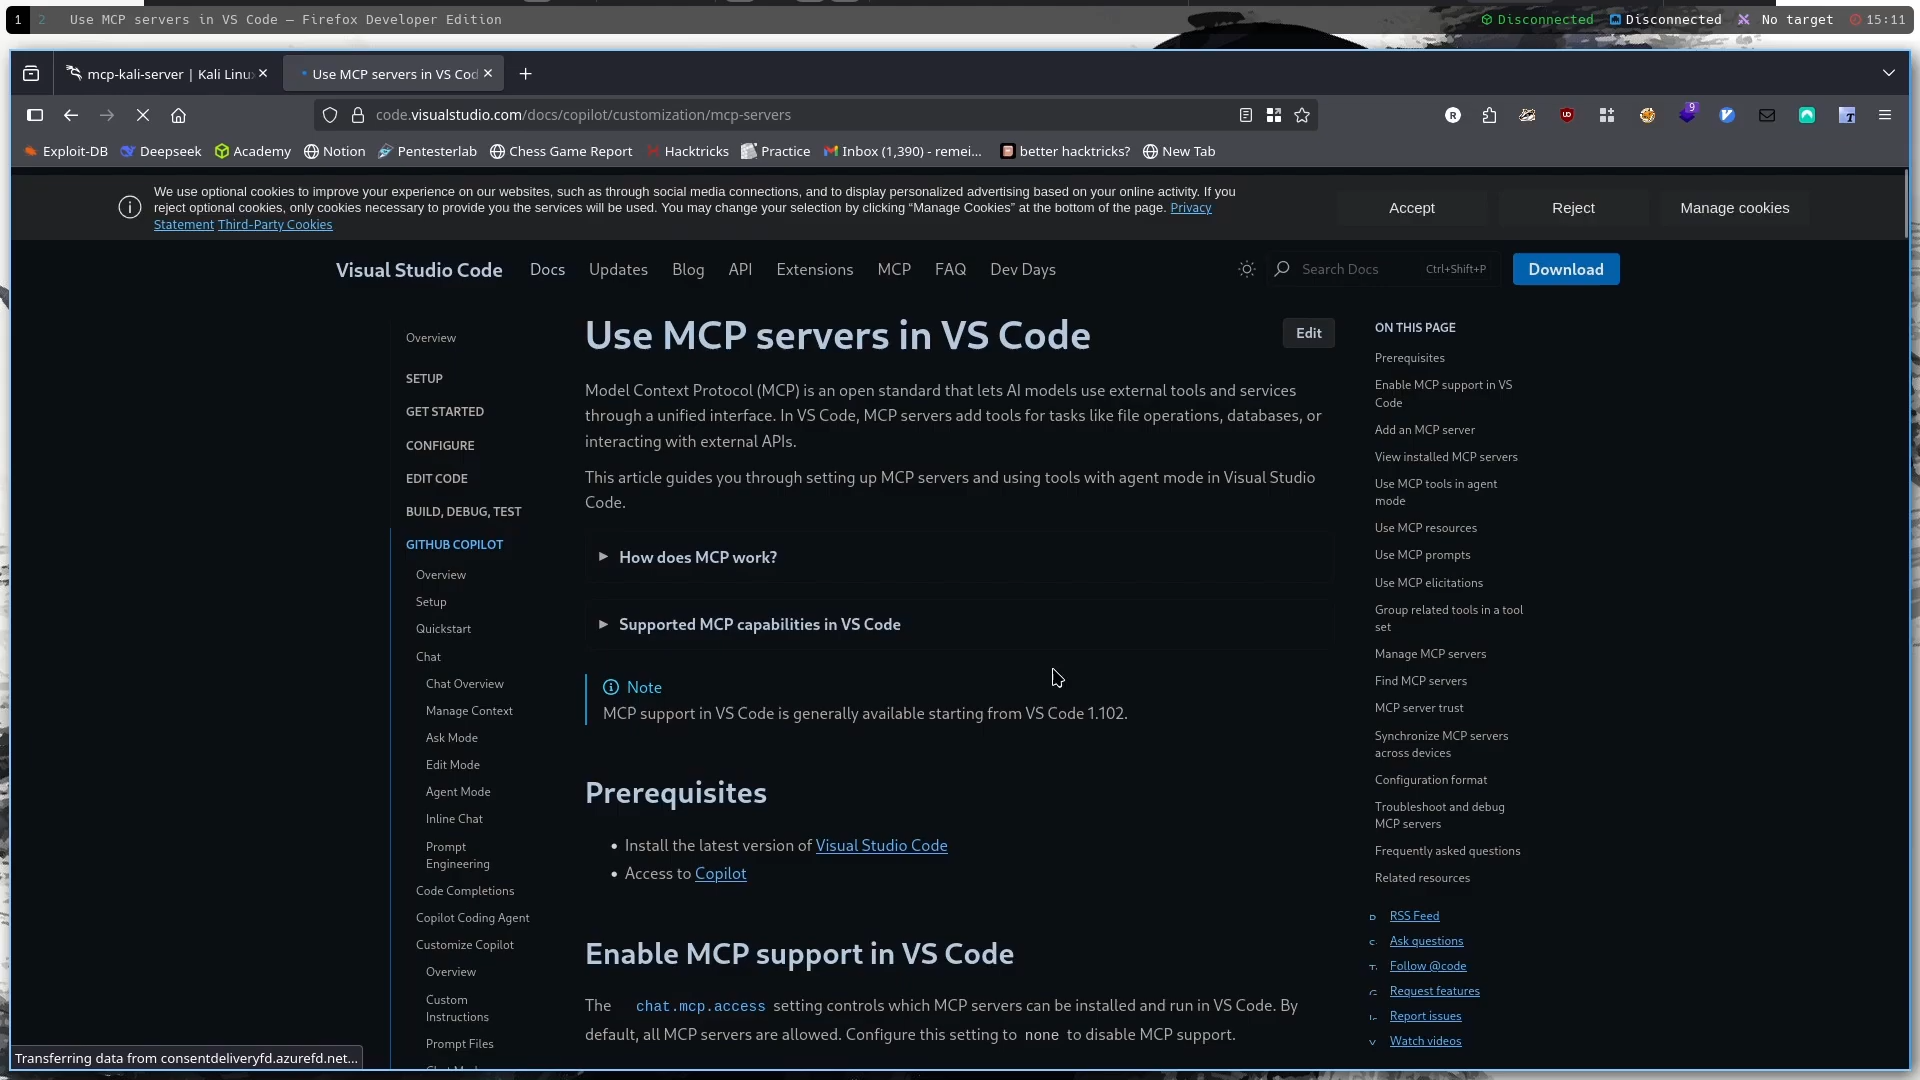 1 2 Use MCP servers in VS Code — Firefox Developer Edition Disconnected Disconnected No target 15:11
mcp-kali-server | Kali Linu Use MCP servers in VS Cod
code.visualstudio.com/docs/copilot/customization/mcp-servers
9
Exploit-DB Deepseek Academy Notion Pentesterlab Chess Game Report Hacktricks Practice Inbox (1,390) - remei... better hacktricks? New Tab
We use optional cookies to improve your experience on our websites, such as through social media connections, and to display personalized advertising based on your online activity. If you
reject optional cookies, only cookies necessary to provide you the services will be used. You may change your selection by clicking “Manage Cookies” at the bottom of the page. Privacy
Statement Third-Party Cookies
Accept Reject Manage cookies
Visual Studio Code Docs Updates Blog API Extensions MCP FAQ Dev Days Search Docs Ctrl+Shift+P Download
Overview
SETUP
GET STARTED
CONFIGURE
EDIT CODE
BUILD, DEBUG, TEST
GITHUB COPILOT
Overview
Setup
Quickstart
Chat
Chat Overview
Manage Context
Ask Mode
Edit Mode
Agent Mode
Inline Chat
Prompt
Engineering
Code Completions
Copilot Coding Agent
Customize Copilot
Overview
Custom
Instructions
Prompt Files
Use MCP servers in VS Code
Edit
Model Context Protocol (MCP) is an open standard that lets AI models use external tools and services
through a unified interface. In VS Code, MCP servers add tools for tasks like file operations, databases, or
interacting with external APIs.
This article guides you through setting up MCP servers and using tools with agent mode in Visual Studio
Code.
How does MCP work?
Supported MCP capabilities in VS Code
Note
MCP support in VS Code is generally available starting from VS Code 1.102.
Prerequisites
• Install the latest version of Visual Studio Code
• Access to Copilot
Enable MCP support in VS Code
The chat.mcp.access setting controls which MCP servers can be installed and run in VS Code. By
default, all MCP servers are allowed. Configure this setting to none to disable MCP support.
ON THIS PAGE
Prerequisites
Enable MCP support in VS
Code
Add an MCP server
View installed MCP servers
Use MCP tools in agent
mode
Use MCP resources
Use MCP prompts
Use MCP elicitations
Group related tools in a tool
set
Manage MCP servers
Find MCP servers
MCP server trust
Synchronize MCP servers
across devices
Configuration format
Troubleshoot and debug
MCP servers
Frequently asked questions
Related resources
RSS Feed
Ask questions
Follow @code
Request features
Report issues
Watch videos
Transferring data from consentdeliveryfd.azurefd.net...